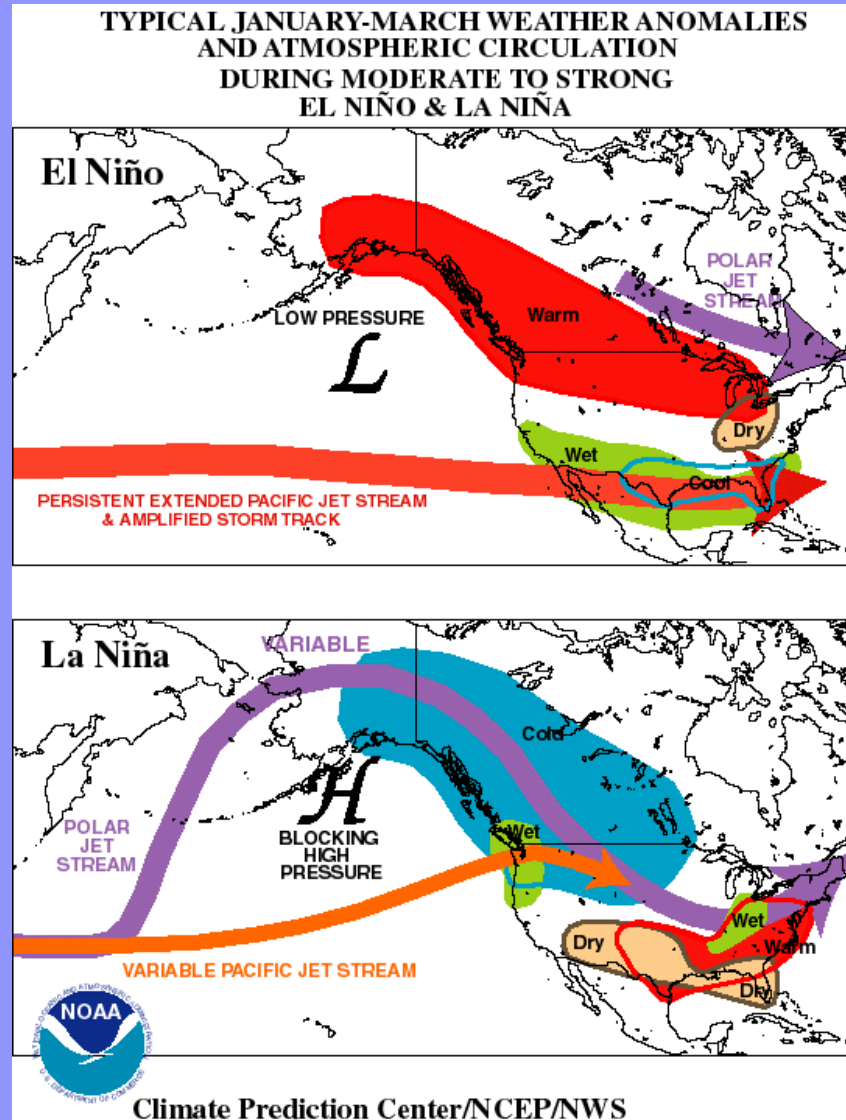 TYPICAL JANUARY-MARCH WEATHER ANOMALIES
AND ATMOSPHERIC CIRCULATION
DURING MODERATE TO STRONG
EL NIÑO & LA NIÑA
El Niño
POLAR
JET
STREAM
LOW PRESSURE
L
Warm
Dry
Wet
Cool
PERSISTENT EXTENDED PACIFIC JET STREAM
& AMPLIFIED STORM TRACK
La Niña
VARIABLE
Cold
H
POLAR
JET
STREAM
BLOCKING
HIGH
PRESSURE
Wet
Wet
Dry
Warm
Dry
VARIABLE PACIFIC JET STREAM
NOAA
Climate Prediction Center/NCEP/NWS